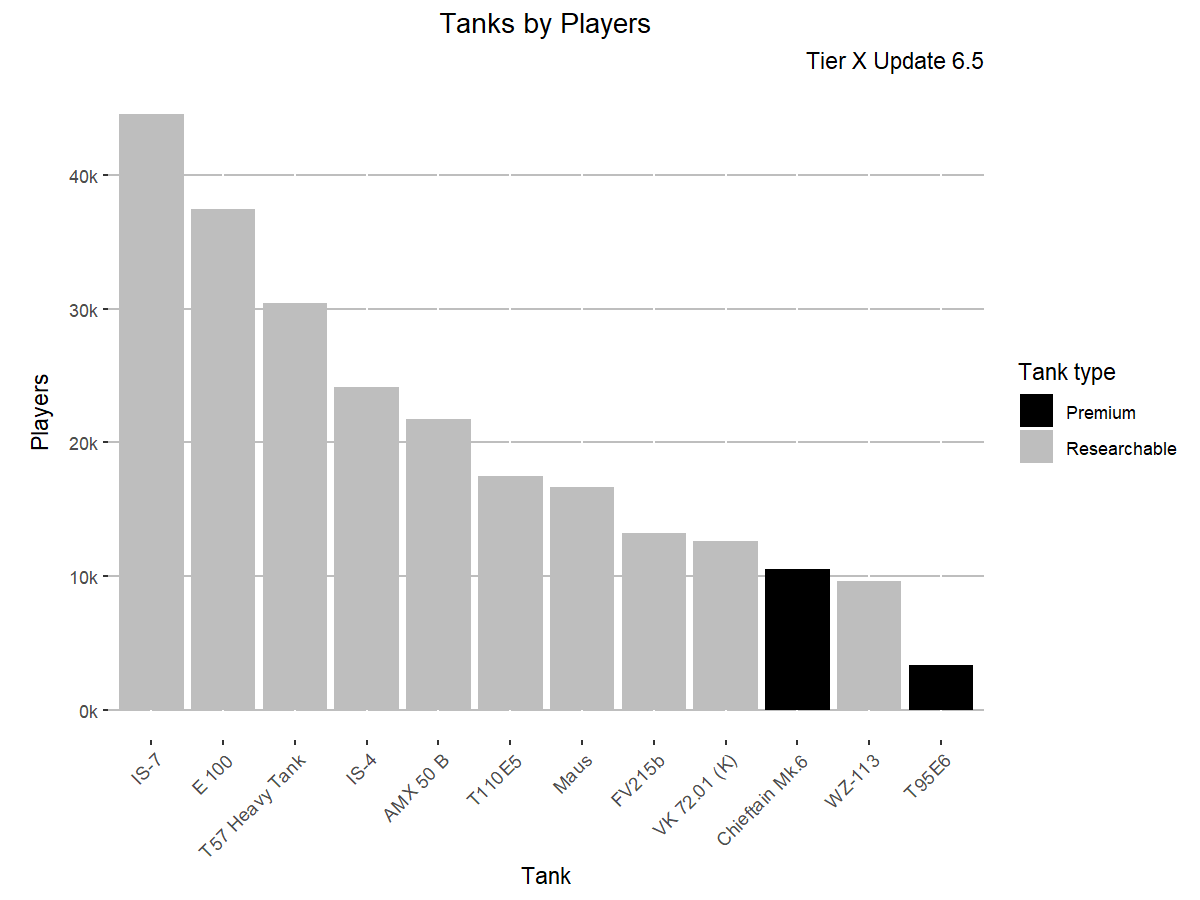 Tanks by Players
Tier X Update 6.5
Players
40k
30k
20k
10k
0k
IS-7
E 100
T57 Heavy Tank
IS-4
AMX 50 B
T110E5
Maus
FV215b
VK 72.01 (K)
Chieftain Mk.6
WZ-113
T95E6
Tank
Tank type
Premium
Researchable